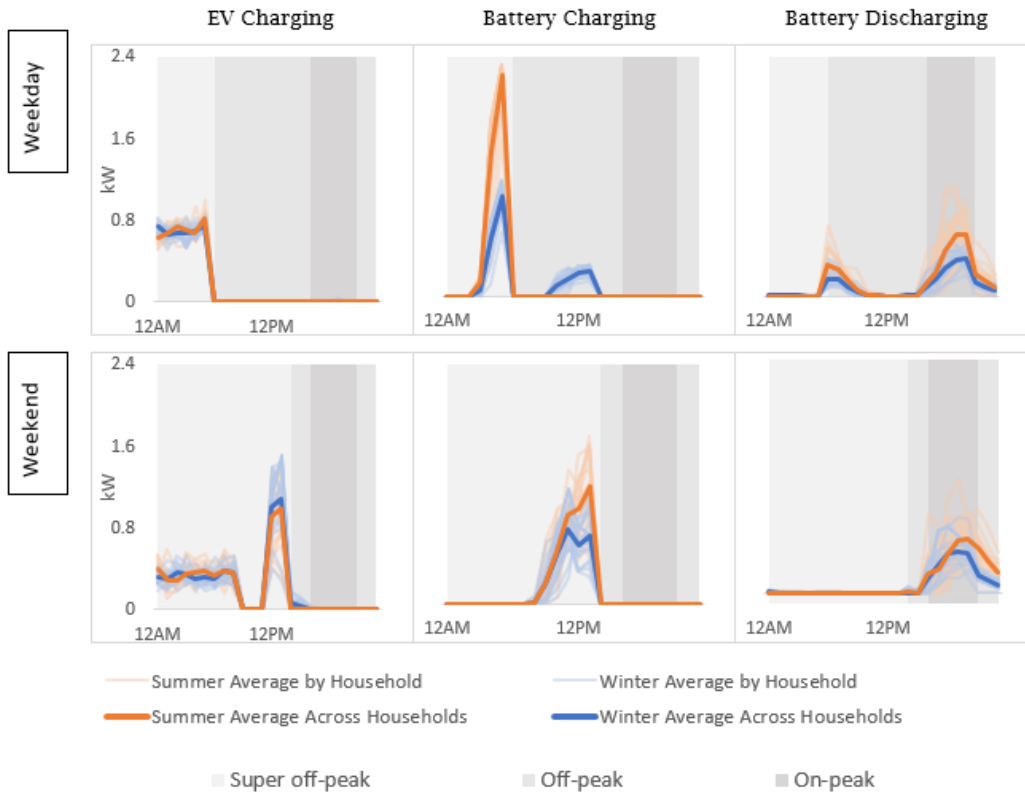 EV Charging Battery Charging Battery Discharging
Weekday
2.4
1.6
kW
0.8
0
12AM 12PM 12AM 12PM 12AM 12PM
Weekend
2.4
1.6
kW
0.8
0
12AM 12PM 12AM 12PM 12AM 12PM
Summer Average by Household Winter Average by Household
Summer Average Across Households Winter Average Across Households
Super off-peak Off-peak On-peak